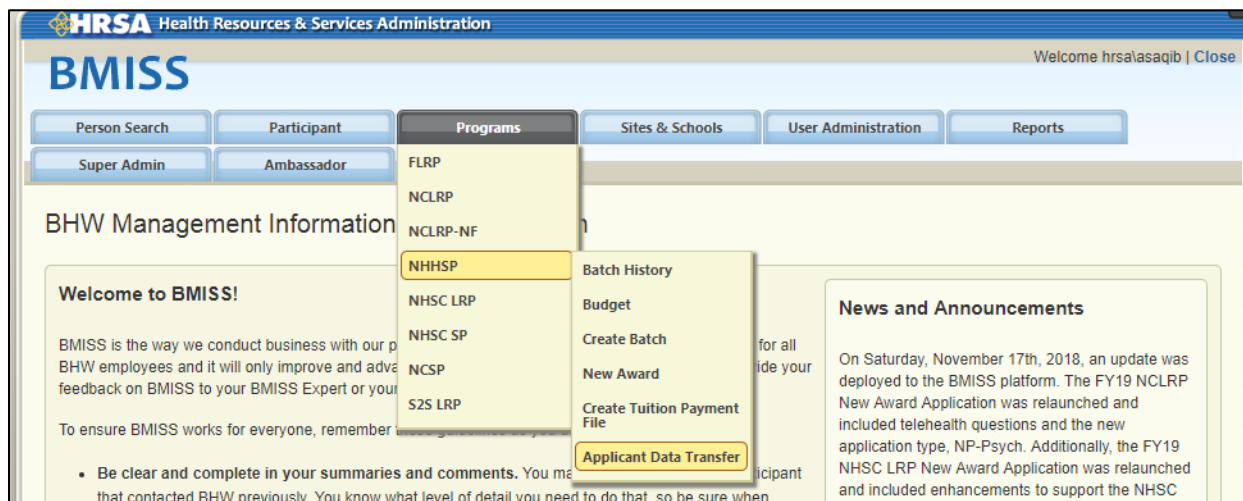 HRSA Health Resources & Services Administration
Welcome hrsa\asaqib | Close
BMISS
Person Search
Participant
Programs
Sites & Schools
User Administration
Reports
Super Admin
Ambassador
FLRP
NCLRP
NCLRP-NF
NHHSP
NHSC LRP
NHSC SP
NCSP
S2S LRP
Batch History
Budget
Create Batch
New Award
Create Tuition Payment
File
Applicant Data Transfer
BHW Management Information
Welcome to BMISS!
BMISS is the way we conduct business with our p for all
BHW employees and it will only improve and adva ide your
feedback on BMISS to your BMISS Expert or your
To ensure BMISS works for everyone, remember
• Be clear and complete in your summaries and comments. You ma icipant
that contacted BHW previously. You know what level of detail you need to do that, so be sure when
News and Announcements
On Saturday, November 17th, 2018, an update was
deployed to the BMISS platform. The FY19 NCLRP
New Award Application was relaunched and
included telehealth questions and the new
application type, NP-Psych. Additionally, the FY19
NHSC LRP New Award Application was relaunched
and included enhancements to support the NHSC